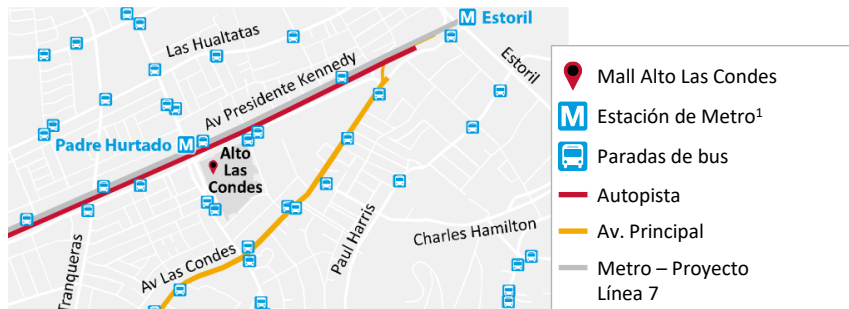 M Estoril
Las Hualtatas
Estoril
Av Presidente Kennedy
Padre Hurtado M
Alto
Las
Condes
Paul Harris
Charles Hamilton
Av Las Condes
Tranqueras
Mall Alto Las Condes
M Estación de Metro¹
Paradas de bus
Autopista
Av. Principal
Metro – Proyecto
Línea 7